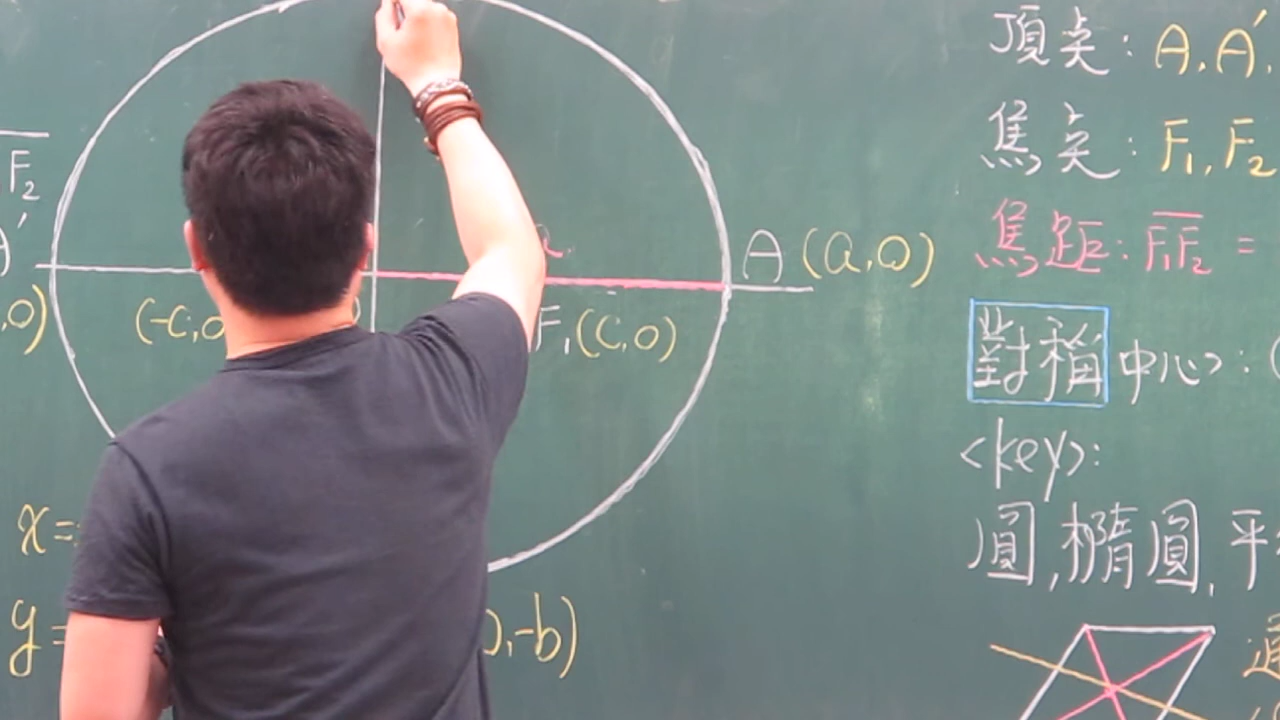 頂点: A, A',
焦点: F₁, F₂
焦距: F₁F₂ =
對稱中心: (
<key>:
圓,橢圓,平
F₂
A'
,0)
(-c,0
a
A (a,0)
F₁(c,0)
x=
y=
,-b)